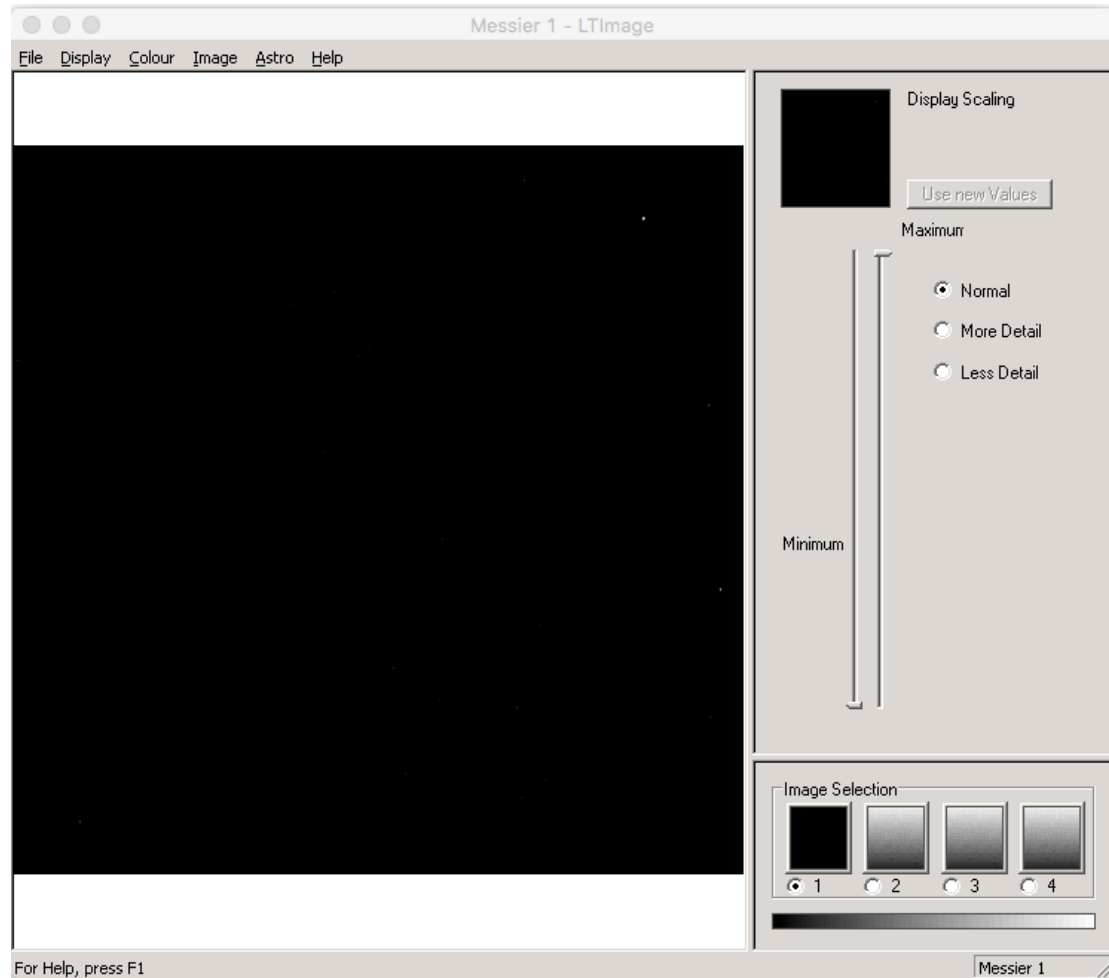 Messier 1 - LTImage
File Display Colour Image Astro Help
Display Scaling
Use new Values
Maximum
Normal
More Detail
Less Detail
Minimum
Image Selection
1 2 3 4
For Help, press F1
Messier 1